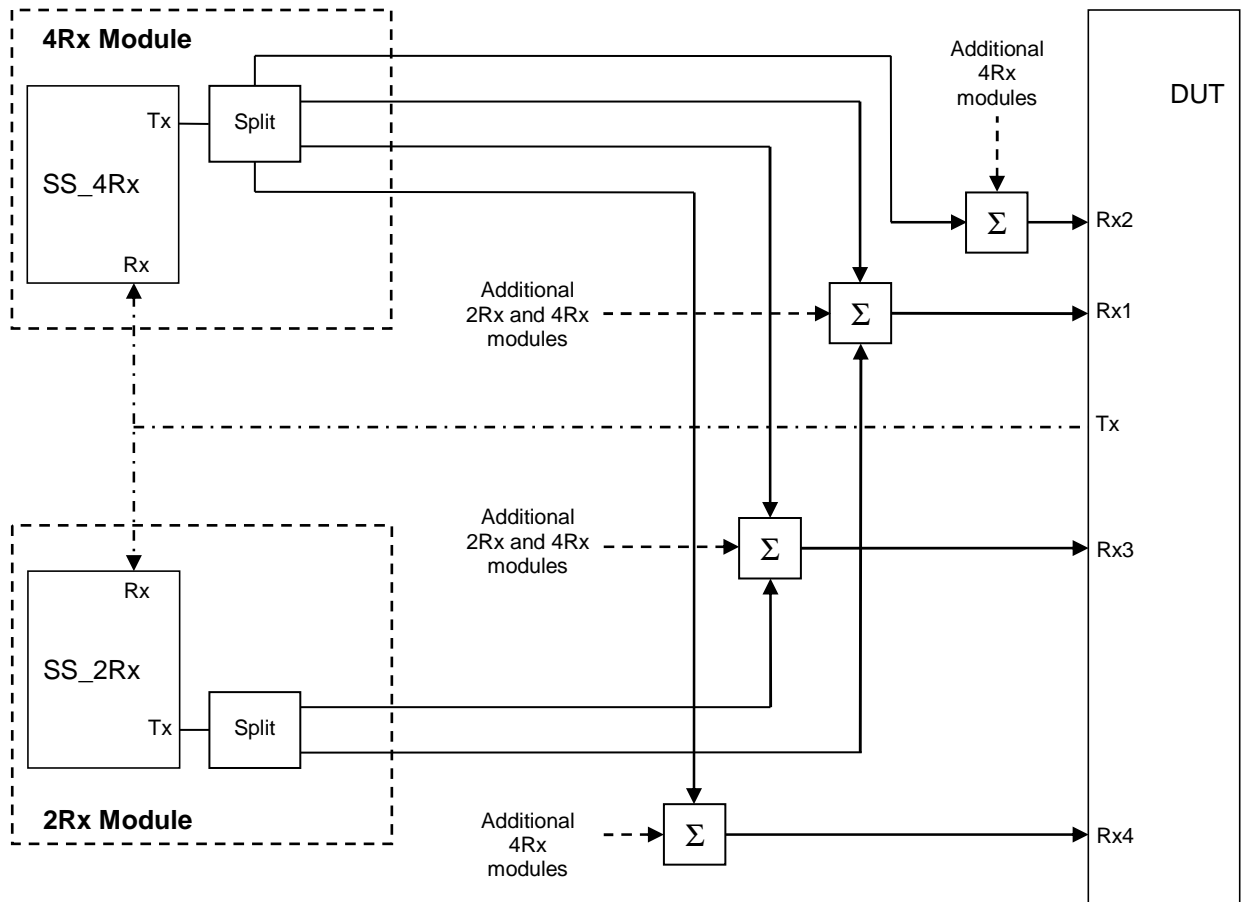 4Rx Module
Additional
4Rx
modules
DUT
Tx
Split
SS_4Rx
Rx
Σ
Rx2
Additional
2Rx and 4Rx
modules
Σ
Rx1
Tx
Additional
2Rx and 4Rx
modules
Σ
Rx3
Rx
SS_2Rx
Tx
Split
2Rx Module
Additional
4Rx
modules
Σ
Rx4